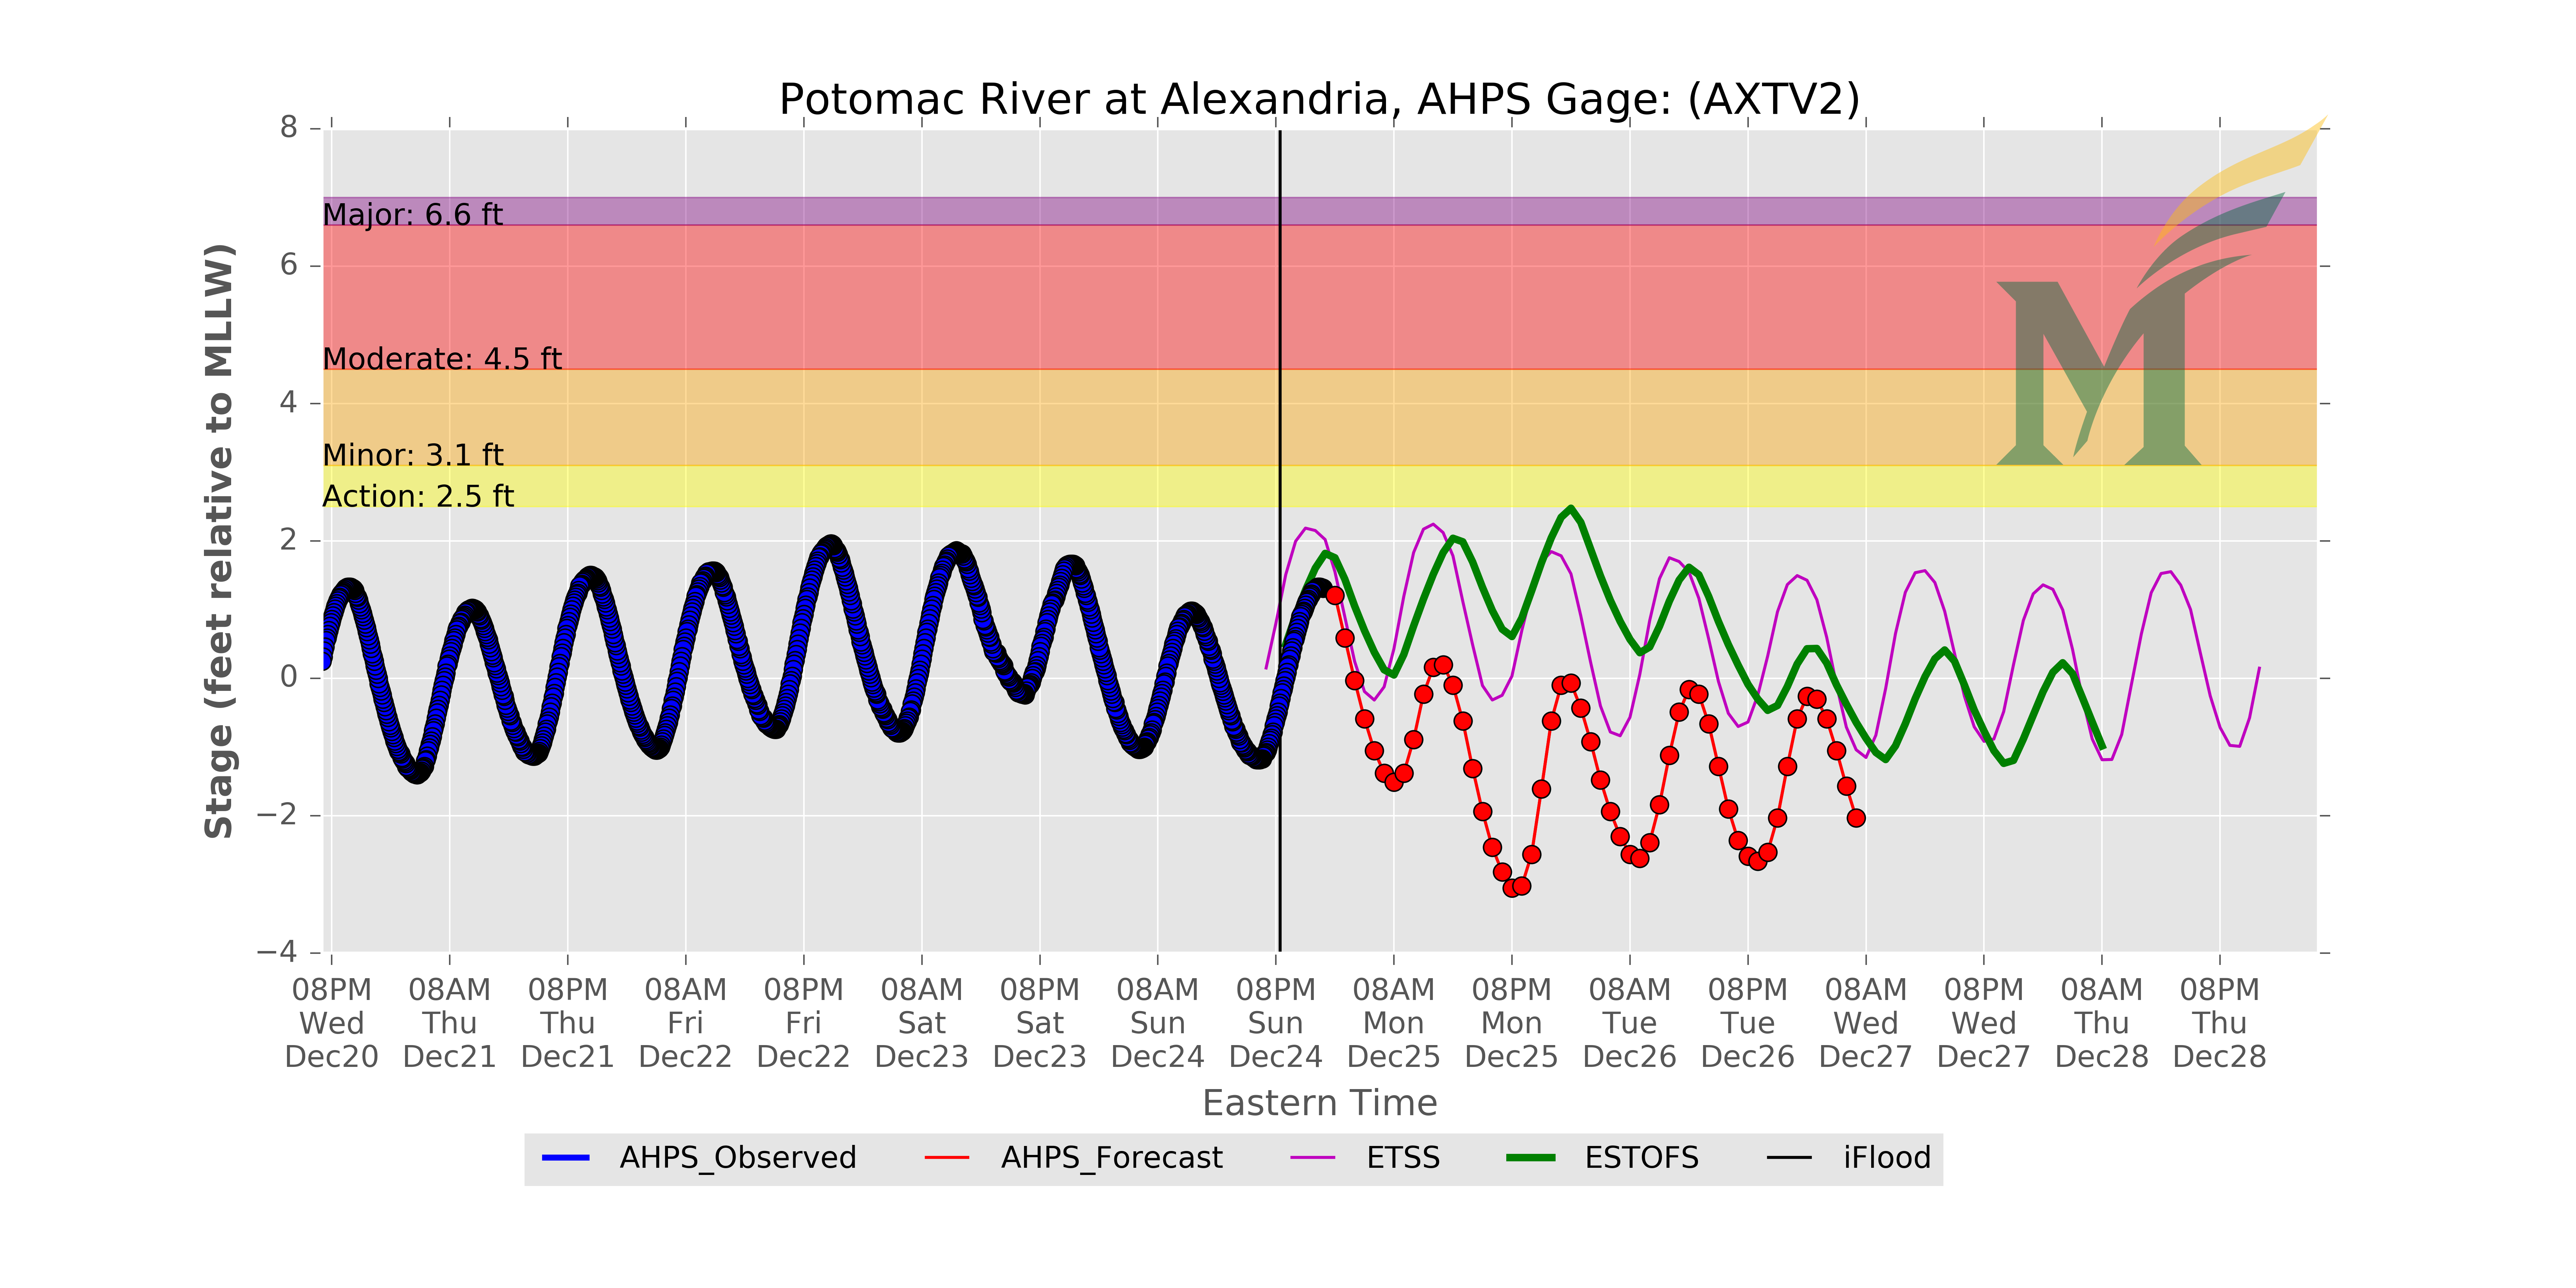 Potomac River at Alexandria, AHPS Gage: (AXTV2)
Stage (feet relative to MLLW)
8
6
4
2
0
−2
−4
Major: 6.6 ft
Moderate: 4.5 ft
Minor: 3.1 ft
Action: 2.5 ft
M
08PM 08AM 08PM 08AM 08PM 08AM 08PM 08AM 08PM 08AM 08PM 08AM 08PM 08AM 08PM 08AM 08PM
Wed Thu Thu Fri Fri Sat Sat Sun Sun Mon Mon Tue Tue Wed Wed Thu Thu
Dec20 Dec21 Dec21 Dec22 Dec22 Dec23 Dec23 Dec24 Dec24 Dec25 Dec25 Dec26 Dec26 Dec27 Dec27 Dec28 Dec28
Eastern Time
AHPS_Observed AHPS_Forecast ETSS ESTOFS iFlood